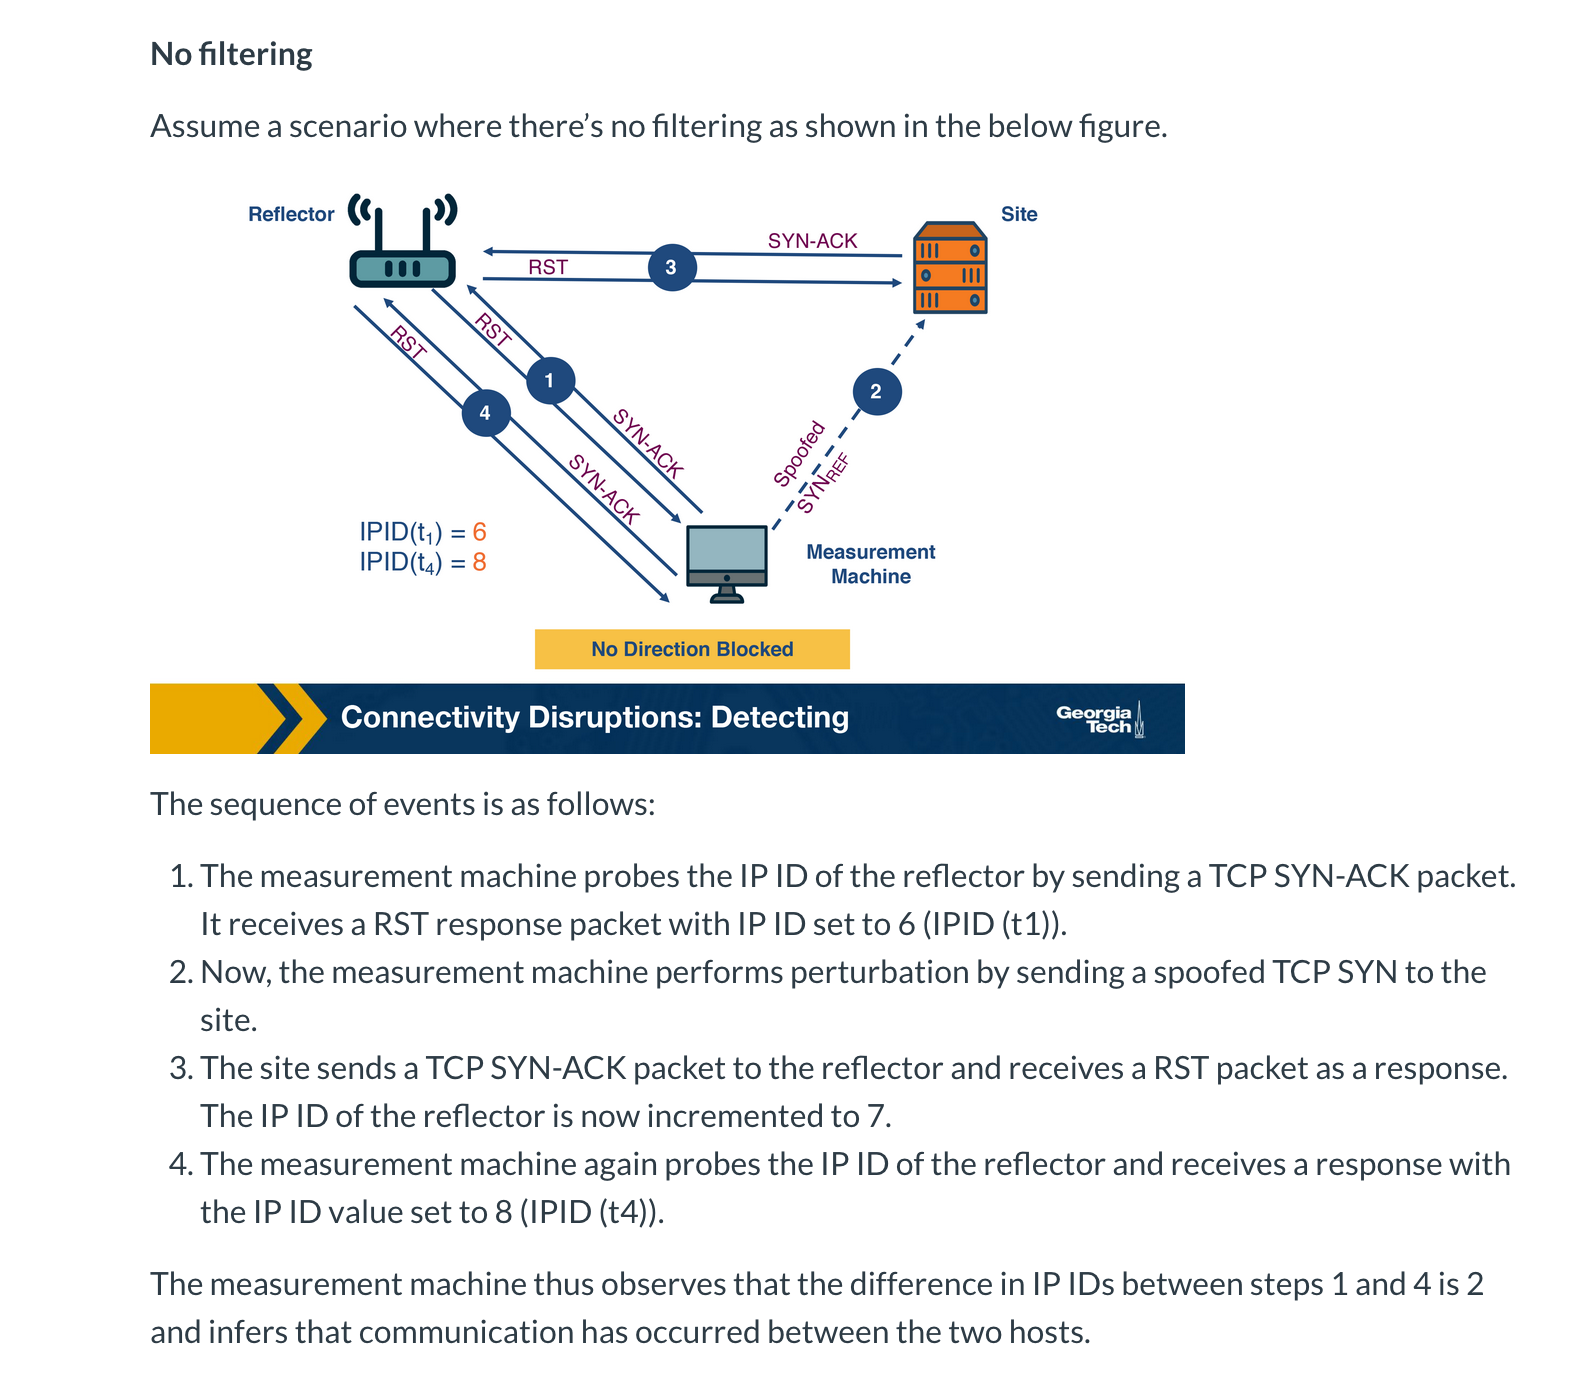 No filtering
Assume a scenario where there’s no filtering as shown in the below figure.
Reflector
Site
SYN-ACK
RST
3
RST
1
RST
2
4
SYN-ACK
Spoofed
SYN-ACK
SYNREF
IPID(t1) = 6
IPID(t4) = 8
Measurement
Machine
No Direction Blocked
Connectivity Disruptions: Detecting
Georgia
Tech
The sequence of events is as follows:
1. The measurement machine probes the IP ID of the reflector by sending a TCP SYN-ACK packet.
It receives a RST response packet with IP ID set to 6 (IPID (t1)).
2. Now, the measurement machine performs perturbation by sending a spoofed TCP SYN to the
site.
3. The site sends a TCP SYN-ACK packet to the reflector and receives a RST packet as a response.
The IP ID of the reflector is now incremented to 7.
4. The measurement machine again probes the IP ID of the reflector and receives a response with
the IP ID value set to 8 (IPID (t4)).
The measurement machine thus observes that the difference in IP IDs between steps 1 and 4 is 2
and infers that communication has occurred between the two hosts.